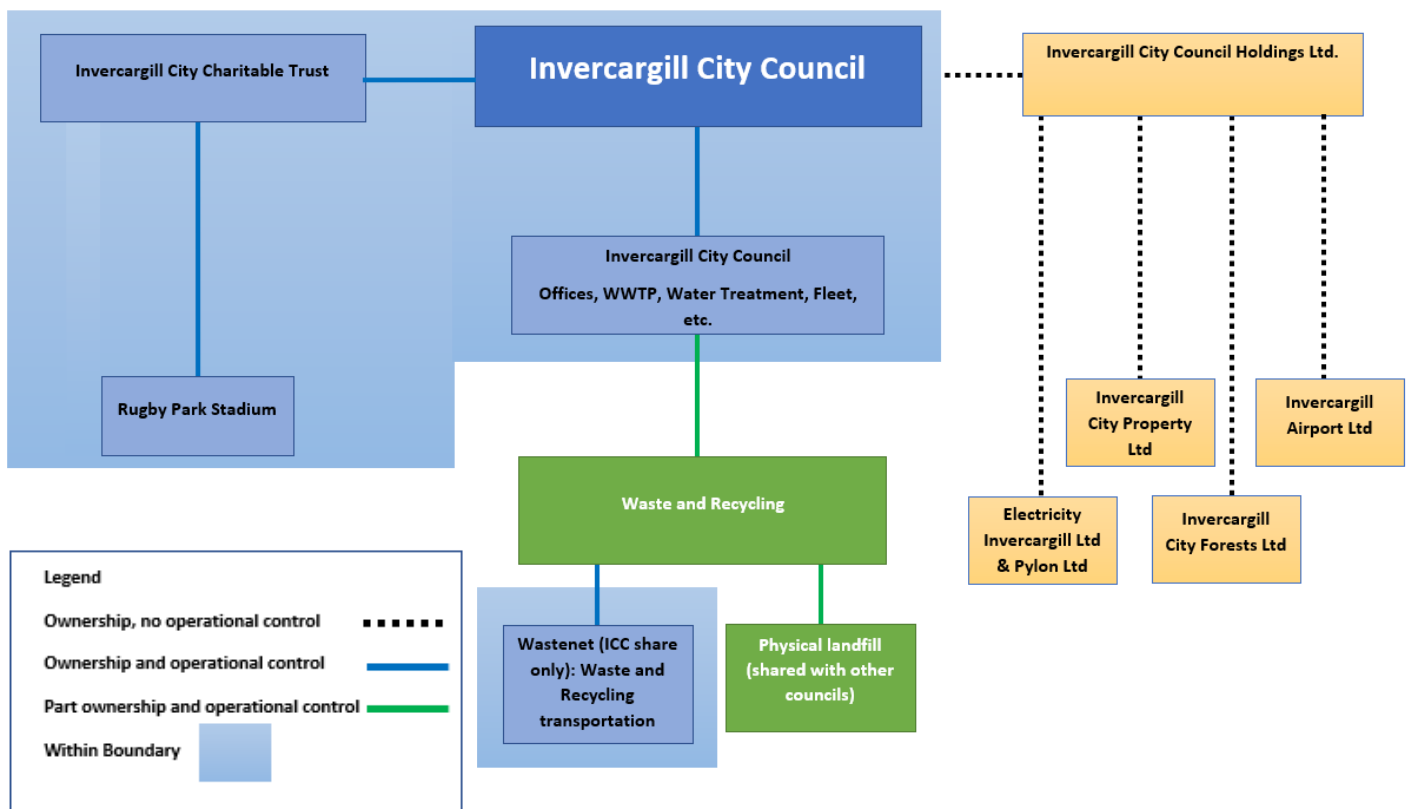 Invercargill City Charitable Trust
Invercargill City Council
Invercargill City Council Holdings Ltd.
Invercargill City Council
Offices, WWTP, Water Treatment, Fleet,
etc.
Rugby Park Stadium
Invercargill
City Property
Ltd
Invercargill
Airport Ltd
Waste and Recycling
Electricity
Invercargill Ltd
& Pylon Ltd
Invercargill
City Forests Ltd
Wastenet (ICC share
only): Waste and
Recycling
transportation
Physical landfill
(shared with other
councils)
Legend
Ownership, no operational control
Ownership and operational control
Part ownership and operational control
Within Boundary